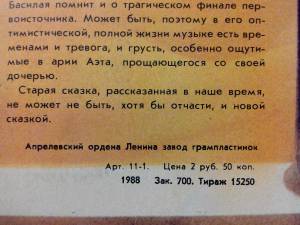 Басилая помнит и о трагическом финале пер-
воисточника. Может быть, поэтому в его оп-
тимистической, полной жизни музыке есть вре-
менами и тревога, и грусть, особенно ощути-
мые в арии Аэта, прощающегося со своей
дочерью.
Старая сказка, рассказанная в наше время,
не может не быть, хотя бы отчасти, и новой
сказкой.
Апрелевский ордена Ленина завод грампластинок
Арт. 11-1. Цена 2 руб. 50 коп.
1988 Зак. 700. Тираж 15250